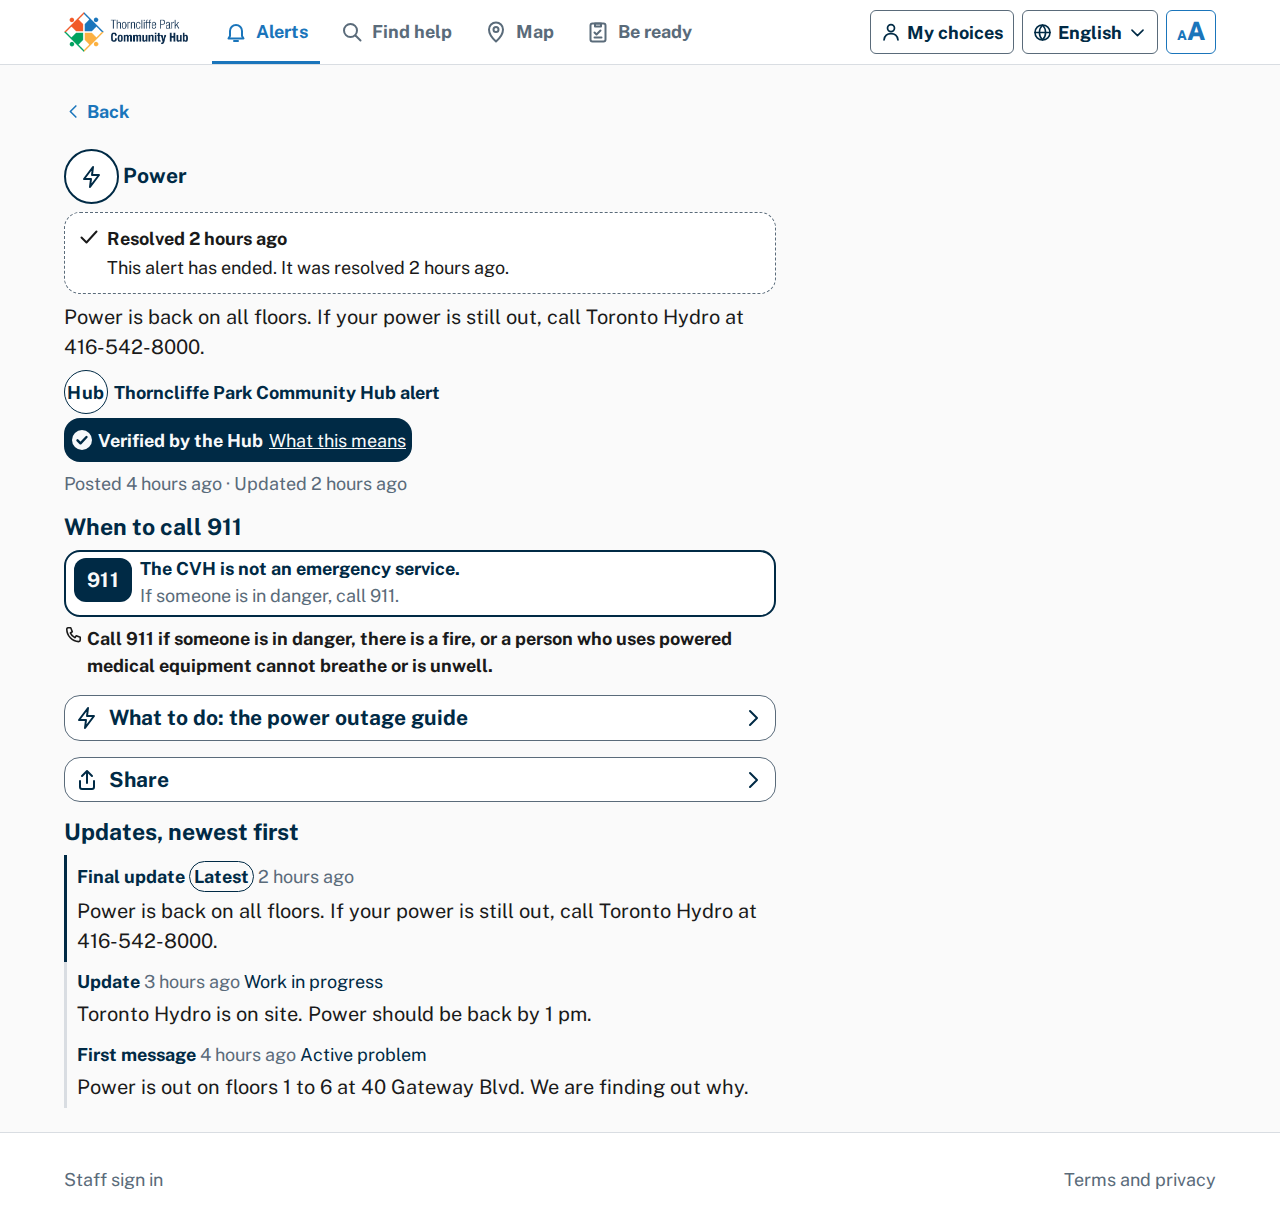 Thorncliffe Park
Community Hub
Alerts
Find help
Map
Be ready
My choices
English
AA
Back
Power
Resolved 2 hours ago
This alert has ended. It was resolved 2 hours ago.
Power is back on all floors. If your power is still out, call Toronto Hydro at
416-542-8000.
Hub Thorncliffe Park Community Hub alert
Verified by the Hub What this means
Posted 4 hours ago · Updated 2 hours ago
When to call 911
911
The CVH is not an emergency service.
If someone is in danger, call 911.
Call 911 if someone is in danger, there is a fire, or a person who uses powered
medical equipment cannot breathe or is unwell.
What to do: the power outage guide
Share
Updates, newest first
Final update Latest 2 hours ago
Power is back on all floors. If your power is still out, call Toronto Hydro at
416-542-8000.
Update 3 hours ago Work in progress
Toronto Hydro is on site. Power should be back by 1 pm.
First message 4 hours ago Active problem
Power is out on floors 1 to 6 at 40 Gateway Blvd. We are finding out why.
Staff sign in
Terms and privacy